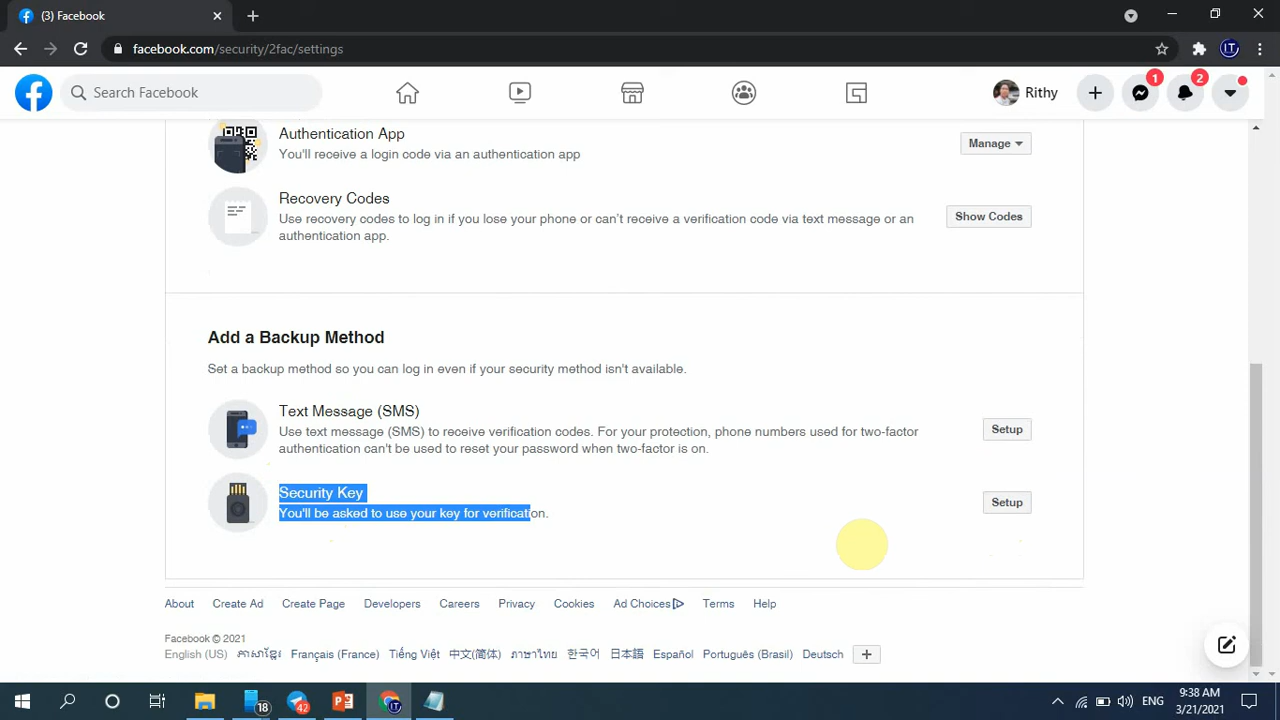 (3) Facebook
facebook.com/security/2fac/settings
Search Facebook
Rithy
1
2
Authentication App
You'll receive a login code via an authentication app
Manage
Recovery Codes
Use recovery codes to log in if you lose your phone or can't receive a verification code via text message or an
authentication app.
Show Codes
Add a Backup Method
Set a backup method so you can log in even if your security method isn't available.
Text Message (SMS)
Use text message (SMS) to receive verification codes. For your protection, phone numbers used for two-factor
authentication can't be used to reset your password when two-factor is on.
Setup
Security Key
You'll be asked to use your key for verification.
Setup
About Create Ad Create Page Developers Careers Privacy Cookies Ad Choices Terms Help
Facebook © 2021
English (US) ភាសាខ្មែរ Français (France) Tiếng Việt 中文(简体) ภาษาไทย 한국어 日本語 Español Português (Brasil) Deutsch
18
42
IT
ENG
9:38 AM
3/21/2021